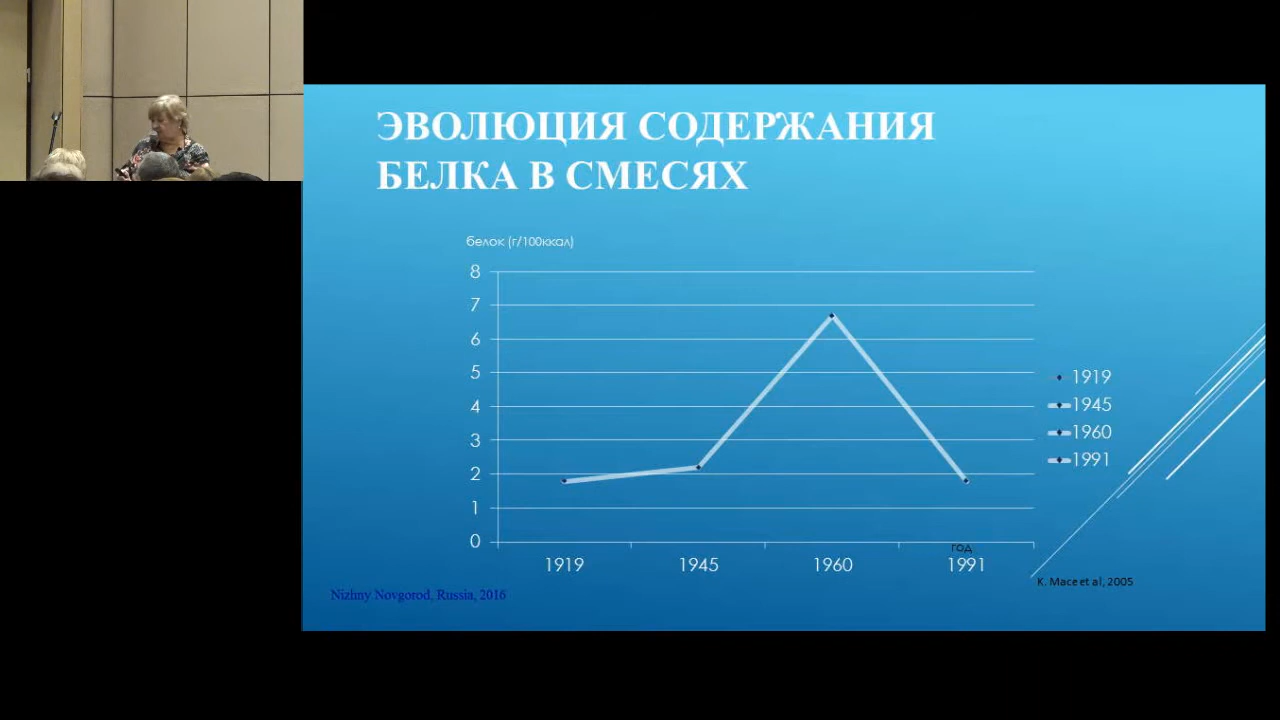 ЭВОЛЮЦИЯ СОДЕРЖАНИЯ
БЕЛКА В СМЕСЯХ
белок (г/100ккал)
8
7
6
5
4
3
2
1
0
1919
1945
1960
1991
год
1919
1945
1960
1991
K. Mace et al, 2005
Nizhny Novgorod, Russia, 2016